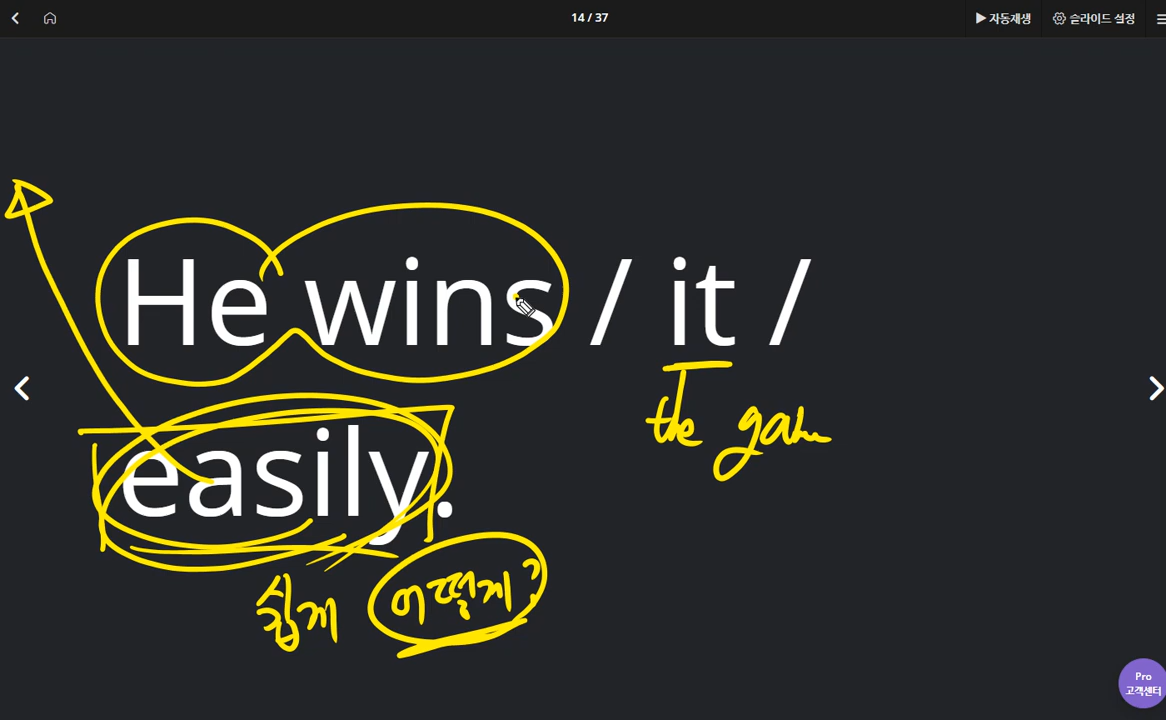 14 / 37
▶ 자동재생
슬라이드 설정
He wins / it /
the gam
easily.
쉽게 어떻게?
Pro
고객센터